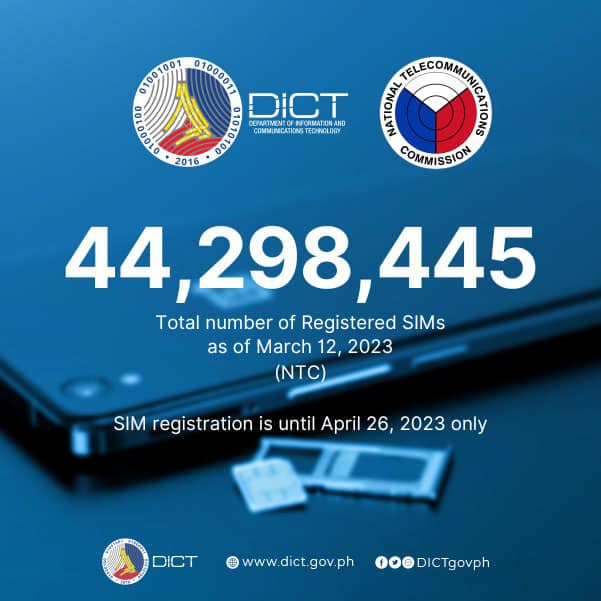 01000100 01001001 01000011 01010100
2016
DICT
DEPARTMENT OF INFORMATION AND
COMMUNICATIONS TECHNOLOGY
NATIONAL TELECOMMUNICATIONS
COMMISSION
44,298,445
Total number of Registered SIMs
as of March 12, 2023
(NTC)
SIM registration is until April 26, 2023 only
DICT
www.dict.gov.ph
DICTgovph